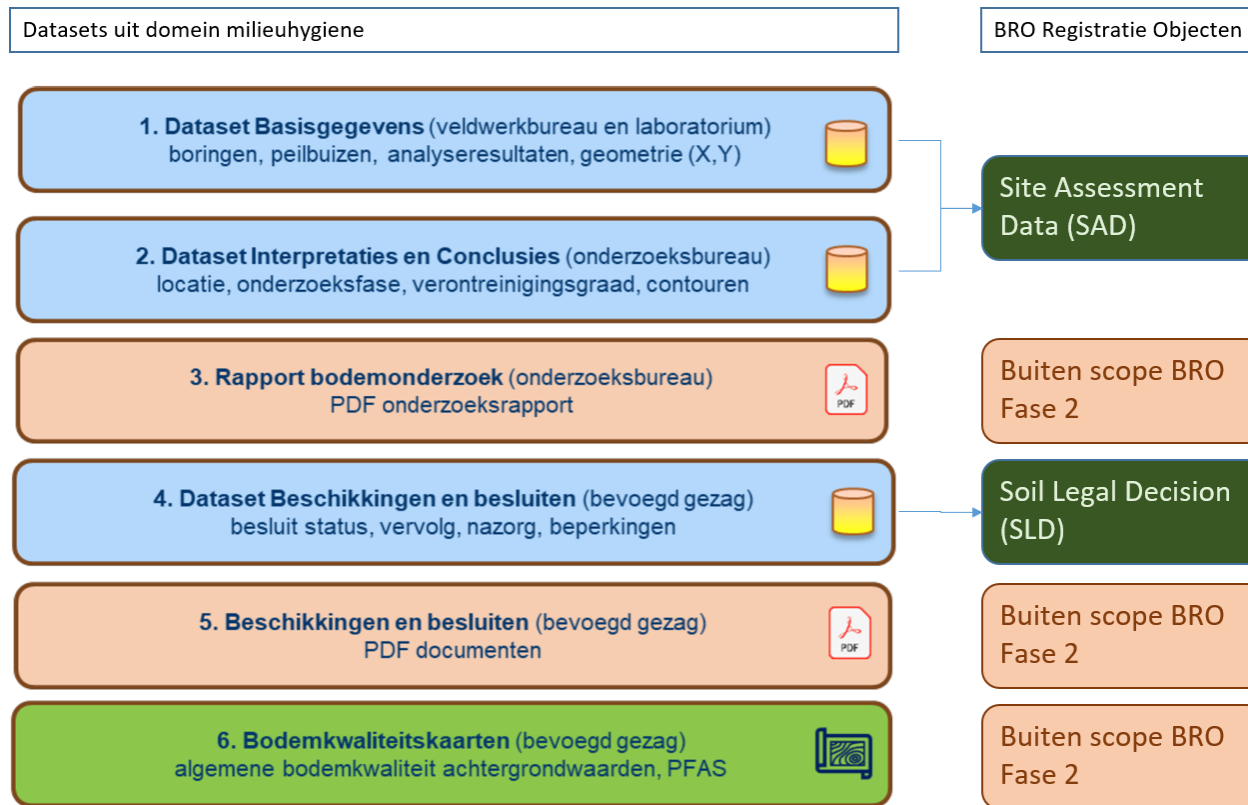 Datasets uit domein milieuhygiene
BRO Registratie Objecten
1. Dataset Basisgegevens (veldwerkbureau en laboratorium)
boringen, peilbuizen, analyseresultaten, geometrie (X,Y)
2. Dataset Interpretaties en Conclusies (onderzoeksbureau)
locatie, onderzoeksfase, verontreinigingsgraad, contouren
Site Assessment
Data (SAD)
3. Rapport bodemonderzoek (onderzoeksbureau)
PDF onderzoeksrapport
PDF
Buiten scope BRO
Fase 2
4. Dataset Beschikkingen en besluiten (bevoegd gezag)
besluit status, vervolg, nazorg, beperkingen
Soil Legal Decision
(SLD)
5. Beschikkingen en besluiten (bevoegd gezag)
PDF documenten
PDF
Buiten scope BRO
Fase 2
6. Bodemkwaliteitskaarten (bevoegd gezag)
algemene bodemkwaliteit achtergrondwaarden, PFAS
Buiten scope BRO
Fase 2